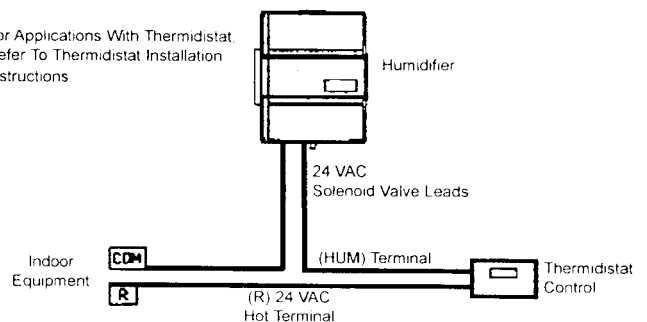 or Applications With Thermidistat.
efer To Thermidistat Installation
structions.
Humidifier
24 VAC
Solenoid Valve Leads
Indoor
Equipment
COM
(HUM) Terminal
R
(R) 24 VAC
Hot Terminal
Thermidistat
Control